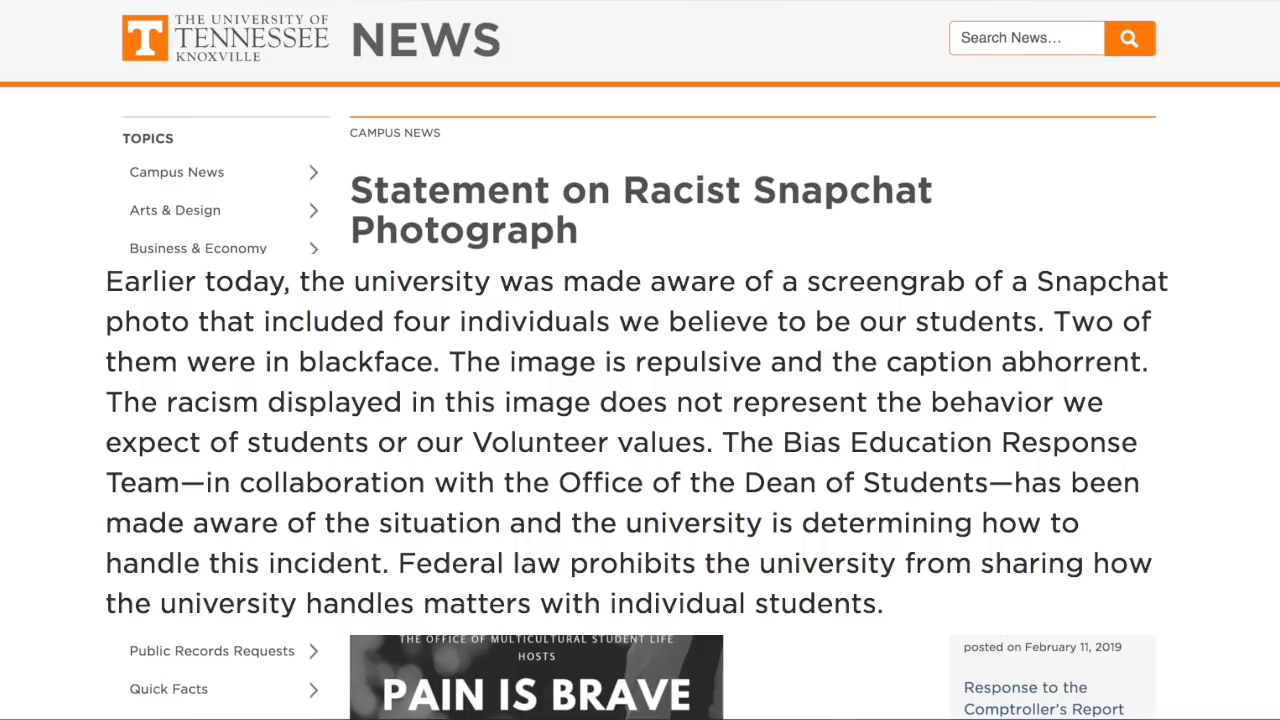 THE UNIVERSITY OF
TENNESSEE
KNOXVILLE
NEWS
Search News...
TOPICS
Campus News
Arts & Design
Business & Economy
CAMPUS NEWS
Statement on Racist Snapchat
Photograph
Earlier today, the university was made aware of a screengrab of a Snapchat
photo that included four individuals we believe to be our students. Two of
them were in blackface. The image is repulsive and the caption abhorrent.
The racism displayed in this image does not represent the behavior we
expect of students or our Volunteer values. The Bias Education Response
Team—in collaboration with the Office of the Dean of Students—has been
made aware of the situation and the university is determining how to
handle this incident. Federal law prohibits the university from sharing how
the university handles matters with individual students.
Public Records Requests
Quick Facts
THE OFFICE OF MULTICULTURAL STUDENT LIFE
HOSTS
PAIN IS BRAVE
posted on February 11, 2019
Response to the
Comptroller's Report